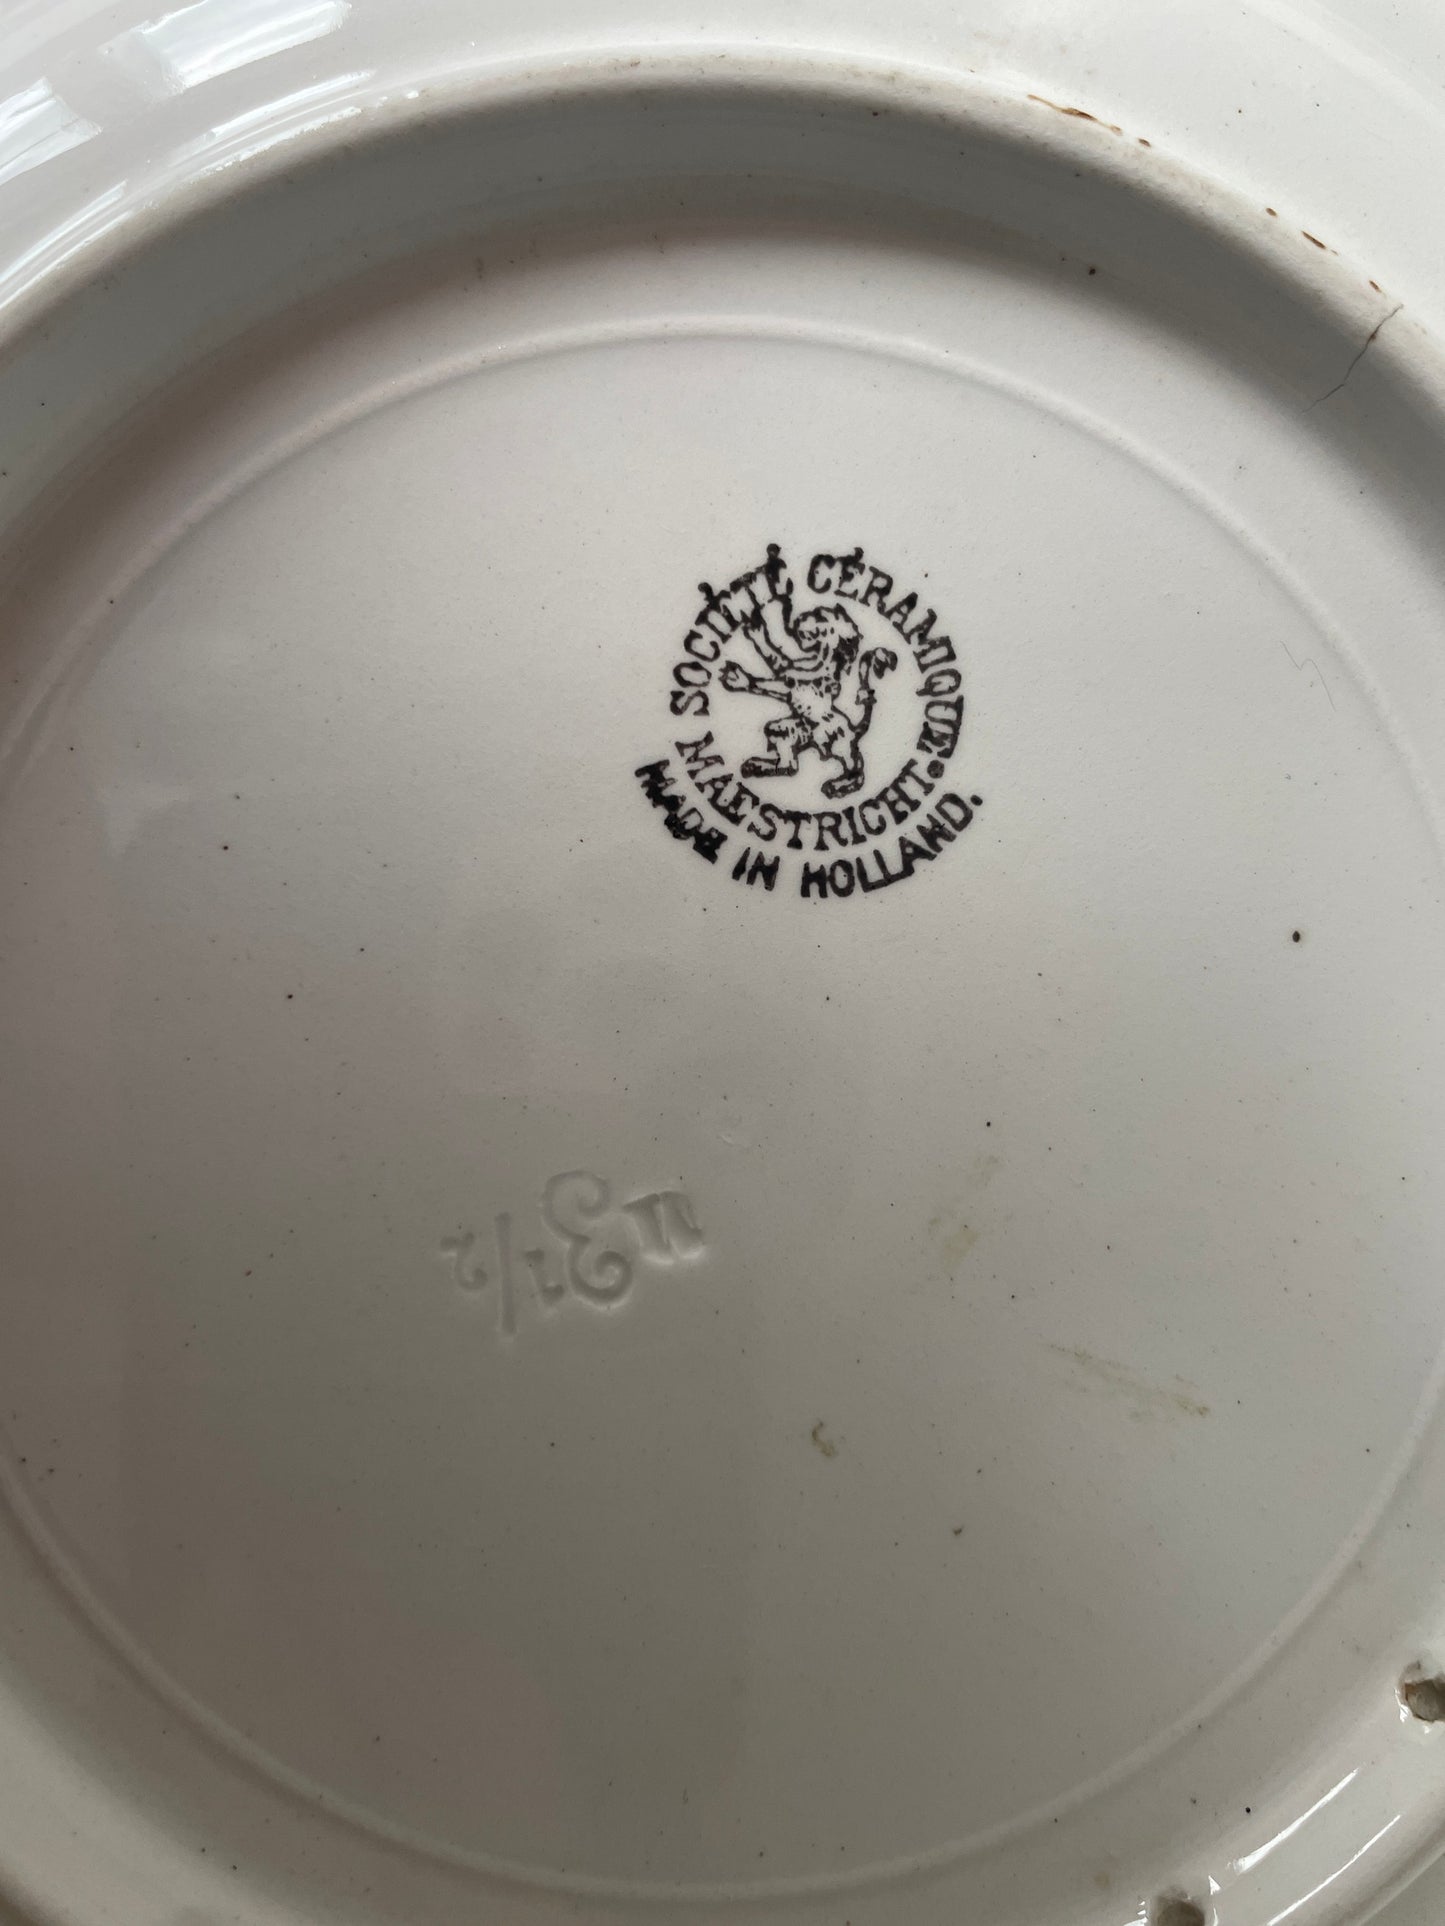 SOCIÉTÉ CÉRAMIQUE.
MAESTRICHT.
MADE IN HOLLAND.